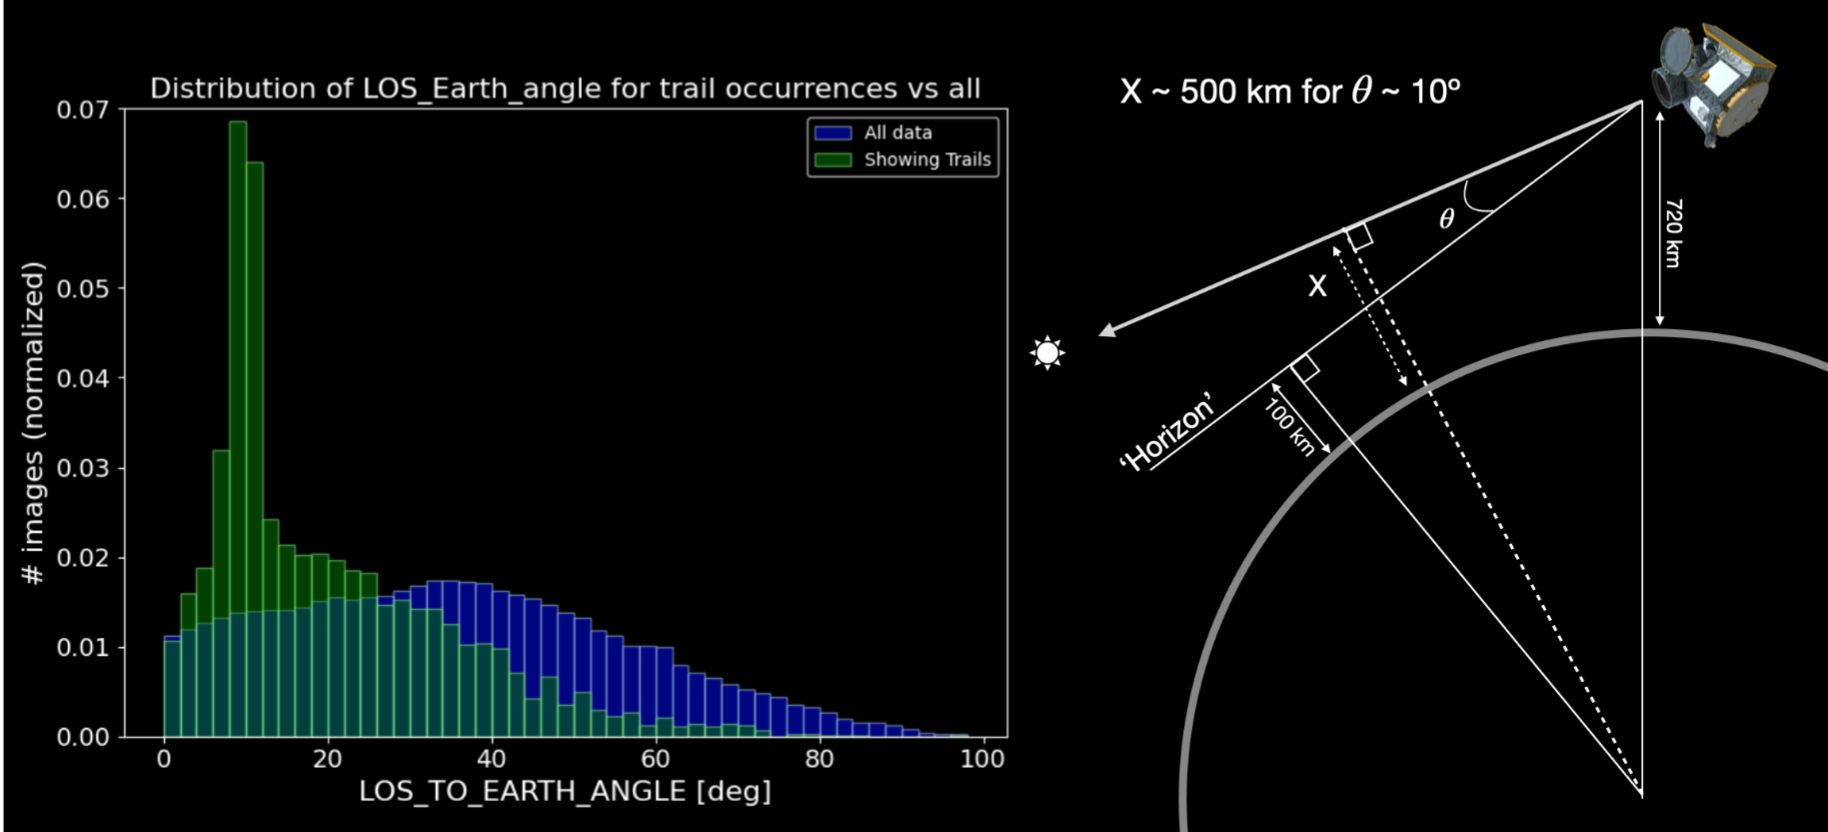 Distribution of LOS_Earth_angle for trail occurrences vs all
All data
Showing Trails
# images (normalized)
0.07
0.06
0.05
0.04
0.03
0.02
0.01
0.00
0 20 40 60 80 100
LOS_TO_EARTH_ANGLE [deg]
X ~ 500 km for θ ~ 10º
θ
720 km
X
‘Horizon’
100 km